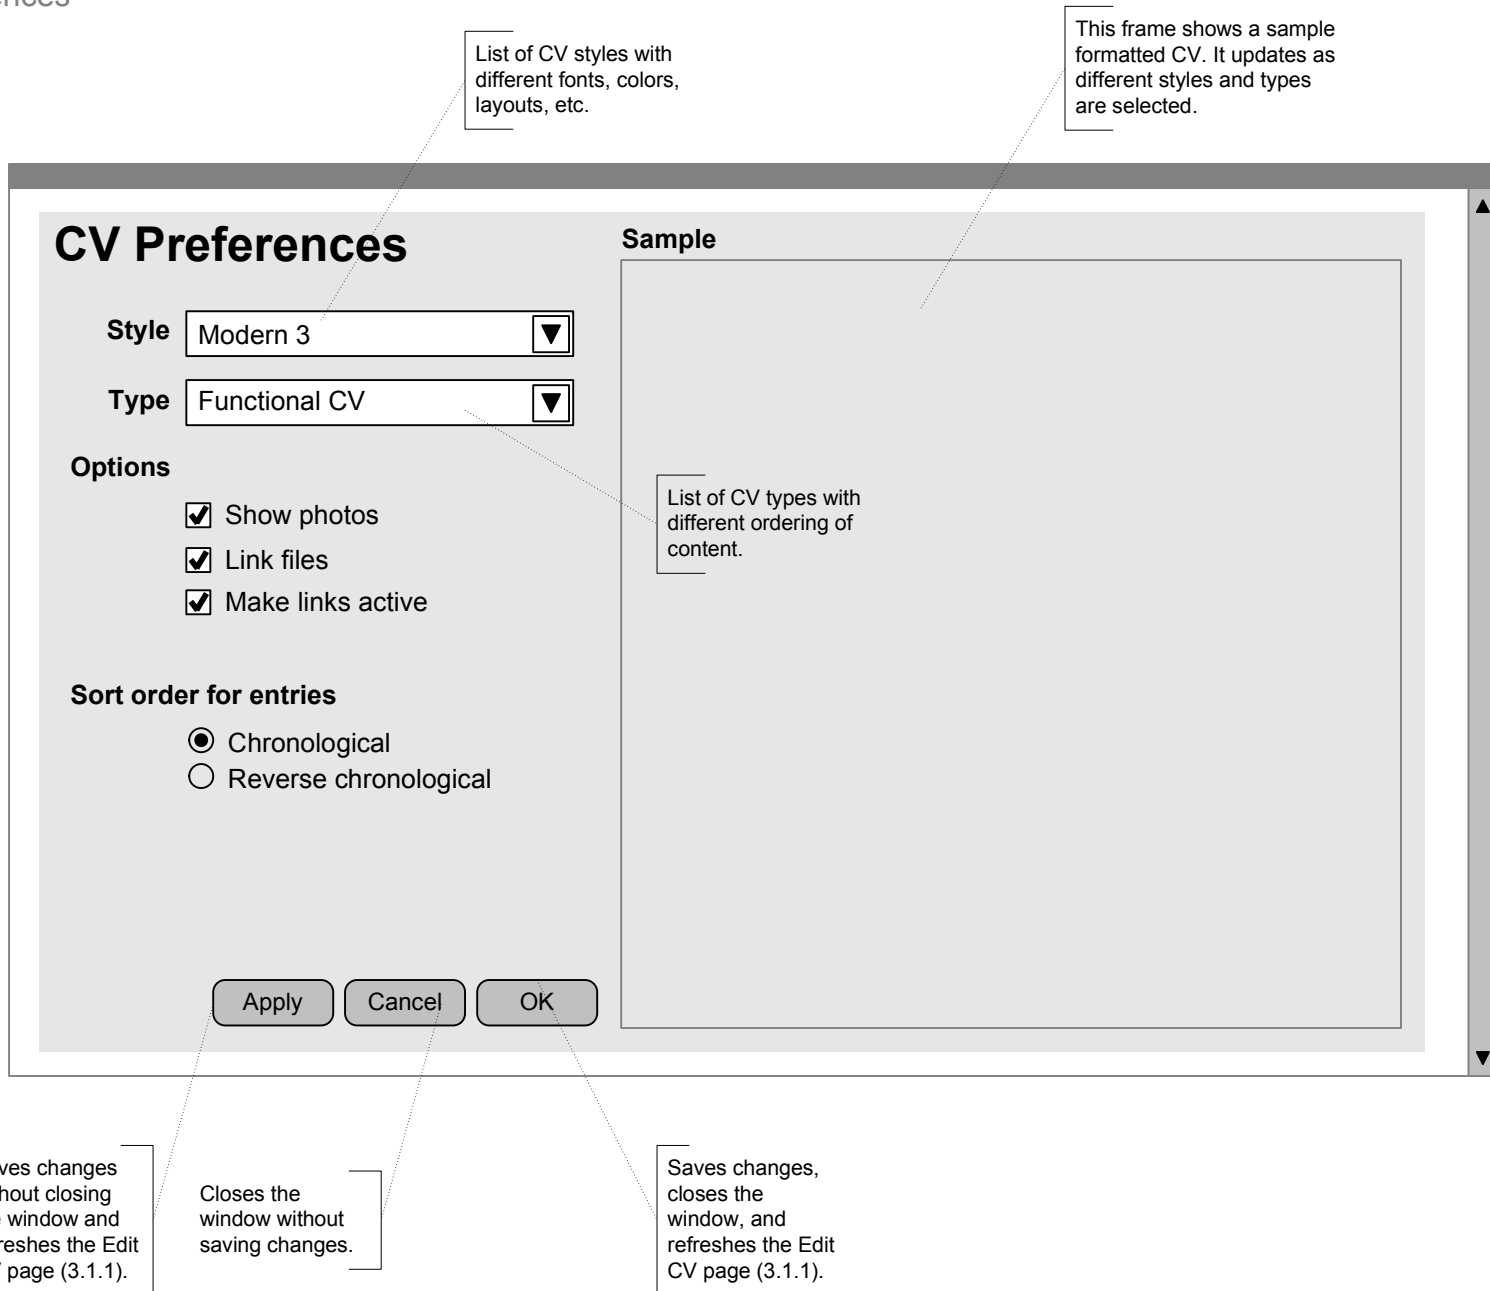 List of CV styles with
different fonts, colors,
layouts, etc.
This frame shows a sample
formatted CV. It updates as
different styles and types
are selected.
CV Preferences
Sample
Style
Modern 3
Type
Functional CV
Options
Show photos
Link files
Make links active
List of CV types with
different ordering of
content.
Sort order for entries
Chronological
Reverse chronological
Apply
Cancel
OK
changes
closing
window and
the Edit
page (3.1.1).
Closes the
window without
saving changes.
Saves changes,
closes the
window, and
refreshes the Edit
CV page (3.1.1).